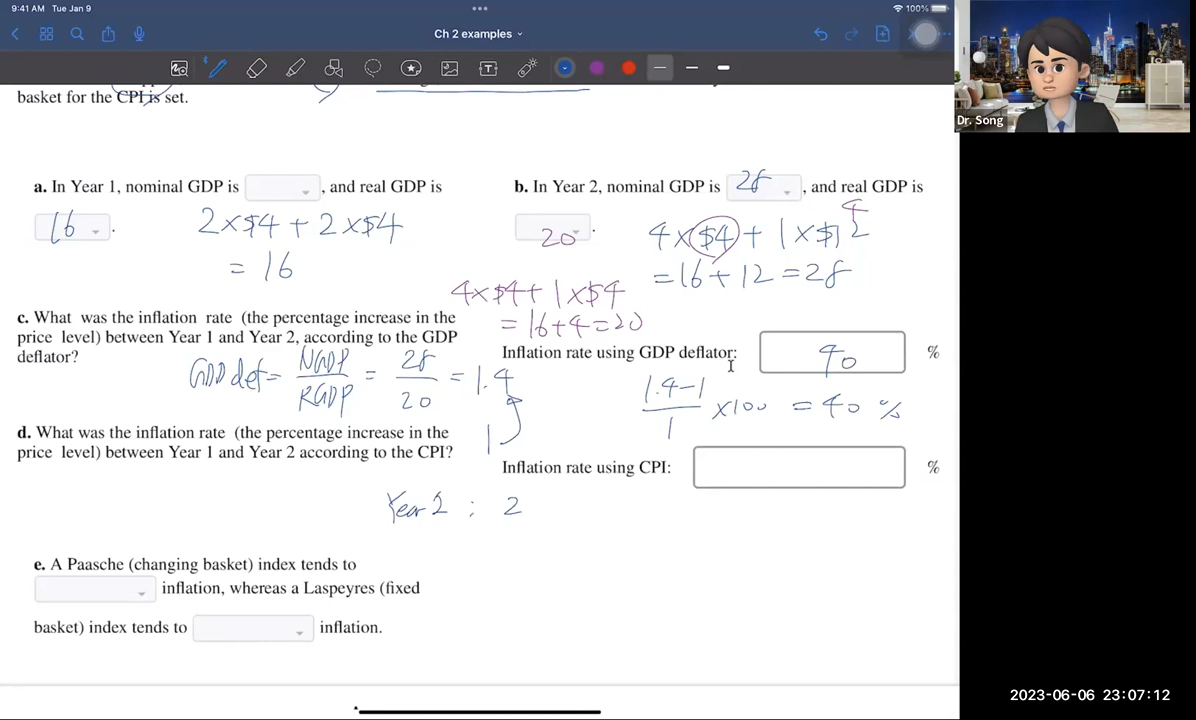 9:41 AM Tue Jan 9
100%
Ch 2 examples
Dr. Song
basket for the CPI is set.
a. In Year 1, nominal GDP is , and real GDP is
16 .
2×$4 + 2×$4
= 16
b. In Year 2, nominal GDP is 28 , and real GDP is
20 .
4×$4 + 1×$12
4
= 16 + 12 = 28
4×$4 + 1×$4
= 16+4=20
c. What was the inflation rate (the percentage increase in the
price level) between Year 1 and Year 2, according to the GDP
deflator?
GDP def = NGDP / RGDP = 28 / 20 = 1.4
1
Inflation rate using GDP deflator: 40 %
1.4-1 / 1 ×100 = 40 %
d. What was the inflation rate (the percentage increase in the
price level) between Year 1 and Year 2 according to the CPI?
Inflation rate using CPI: %
Year 2 : 2
e. A Paasche (changing basket) index tends to
inflation, whereas a Laspeyres (fixed
basket) index tends to inflation.
2023-06-06 23:07:12